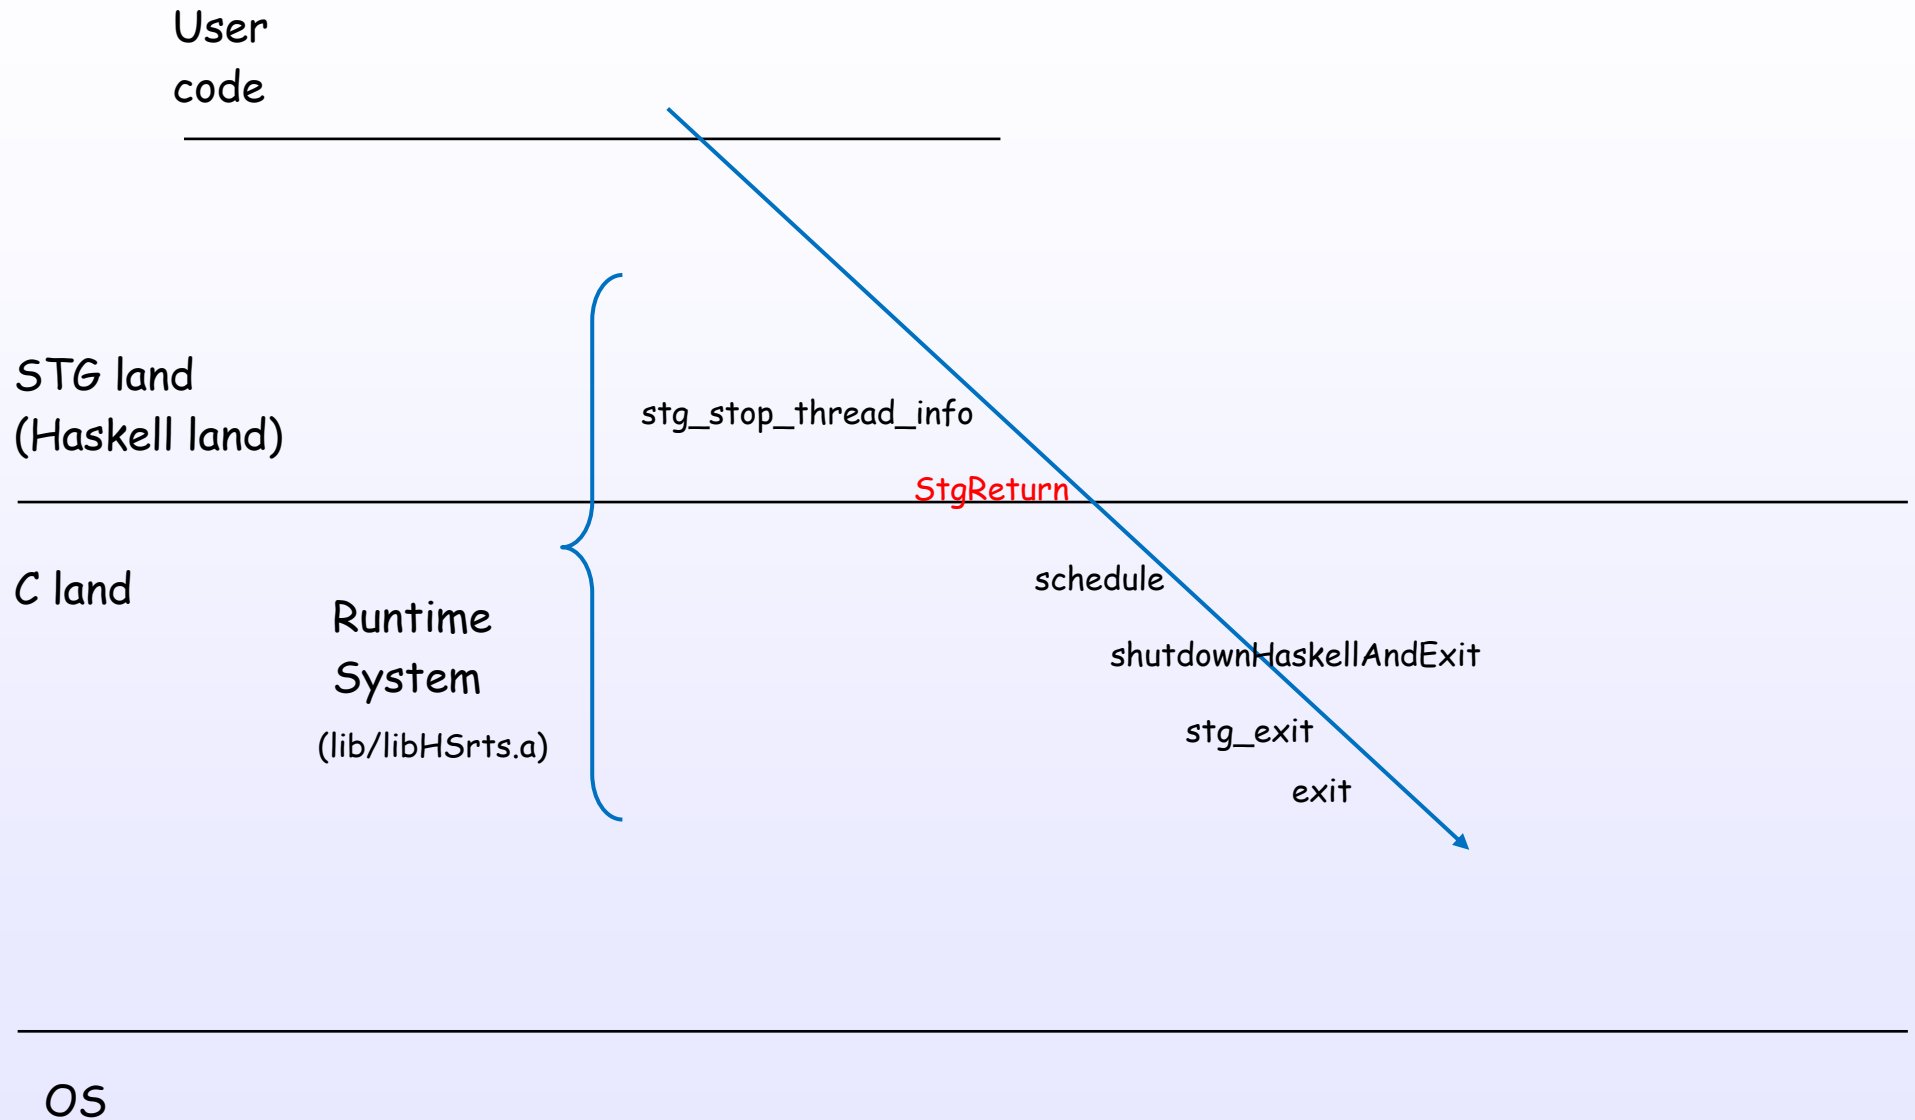 User
code
STG land
(Haskell land)
stg_stop_thread_info
StgReturn
C land
schedule
Runtime
System
(lib/libHSrts.a)
shutdownHaskellAndExit
stg_exit
exit
OS